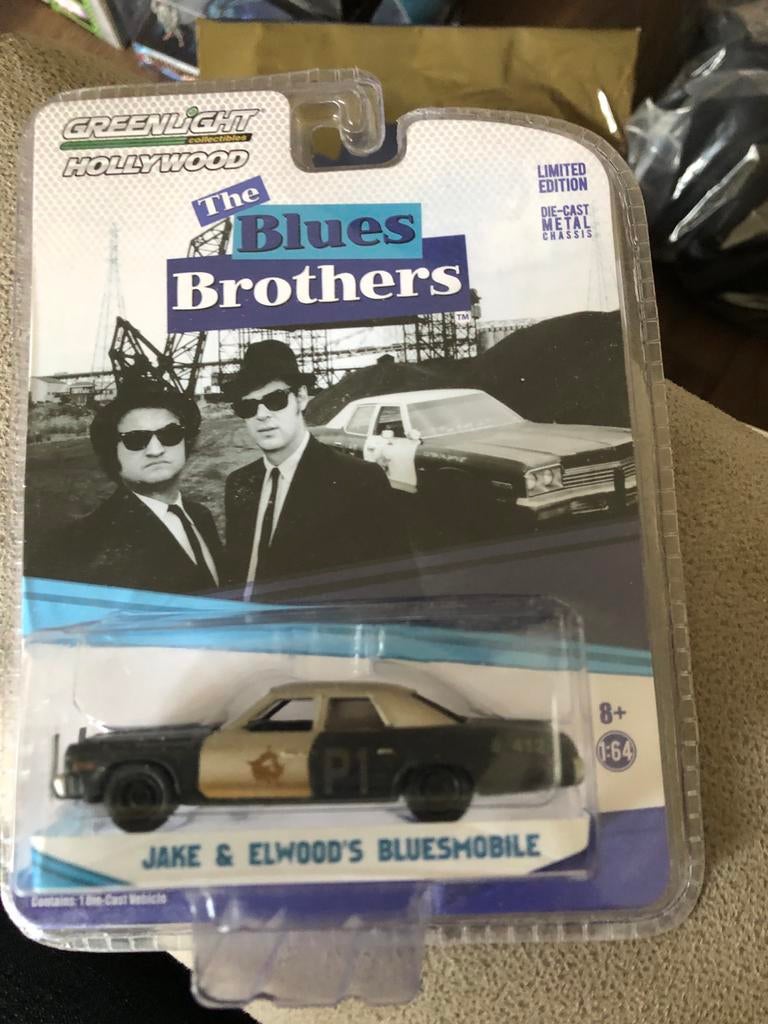 GREENLIGHT
collectibles
HOLLYWOOD
The
Blues
Brothers
TM
LIMITED
EDITION
DIE-CAST
METAL
CHASSIS
8+
1:64
P1
412
JAKE & ELWOOD'S BLUESMOBILE
Contains: 1 Die-Cast Vehicle